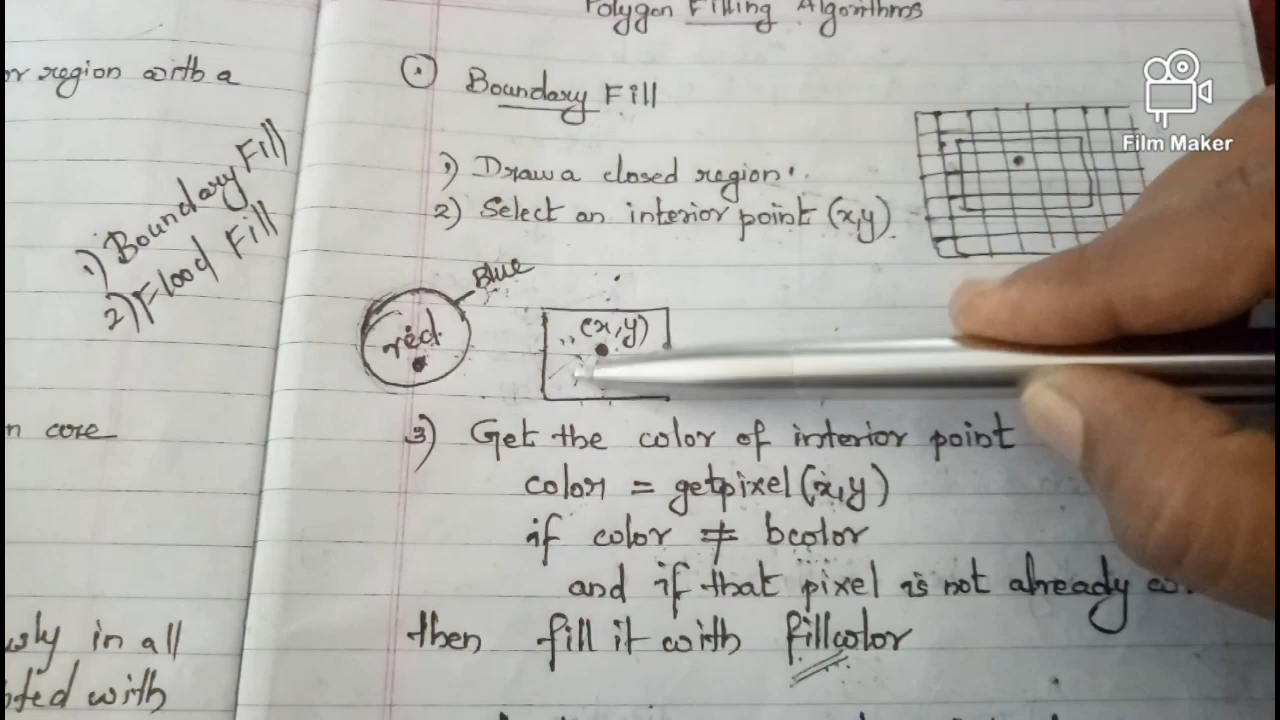 Polygon Filling Algorithms
or region with a
1) Boundary Fill
2) Flood Fill
n core
in all
with
① Boundary Fill
1) Draw a closed region.
2) Select an interior point (x,y)
Blue
red
(x,y)
3) Get the color of interior point
color = getpixel(x,y)
if color ≠ bcolor
and if that pixel is not already
then fill it with fillcolor
Film Maker